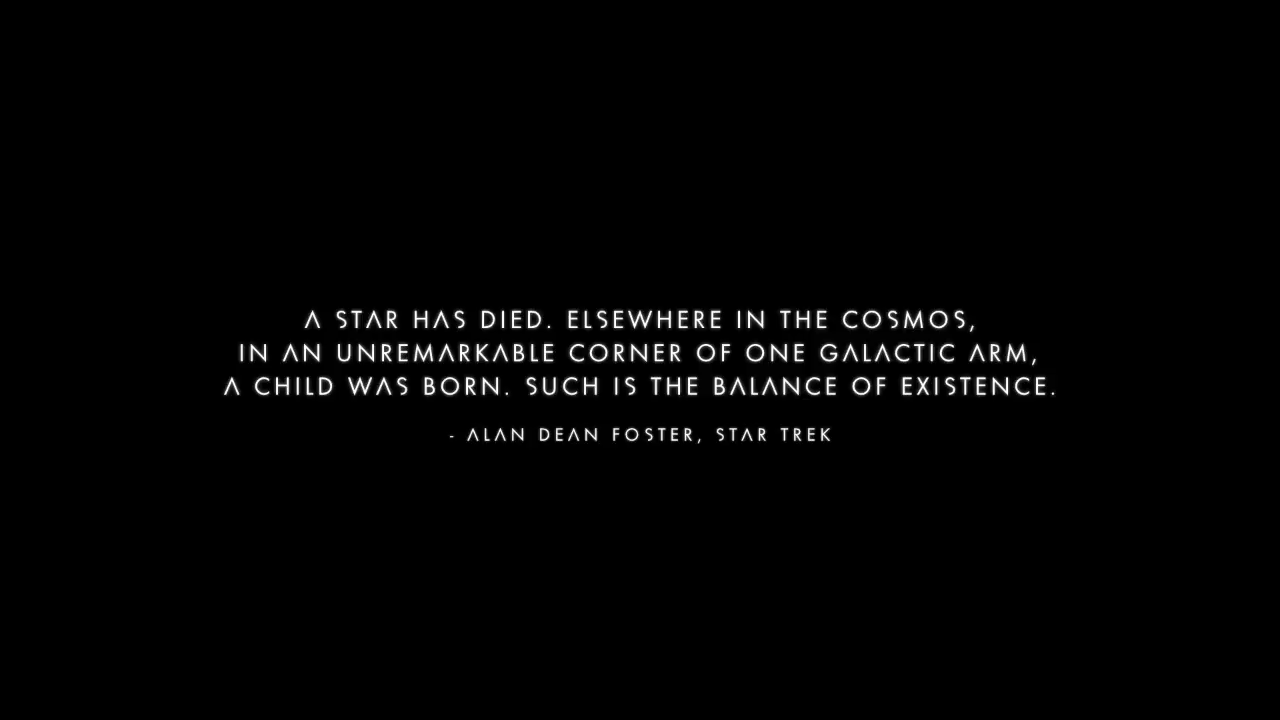 A STAR HAS DIED. ELSEWHERE IN THE COSMOS,
IN AN UNREMARKABLE CORNER OF ONE GALACTIC ARM,
A CHILD WAS BORN. SUCH IS THE BALANCE OF EXISTENCE.
- ALAN DEAN FOSTER, STAR TREK